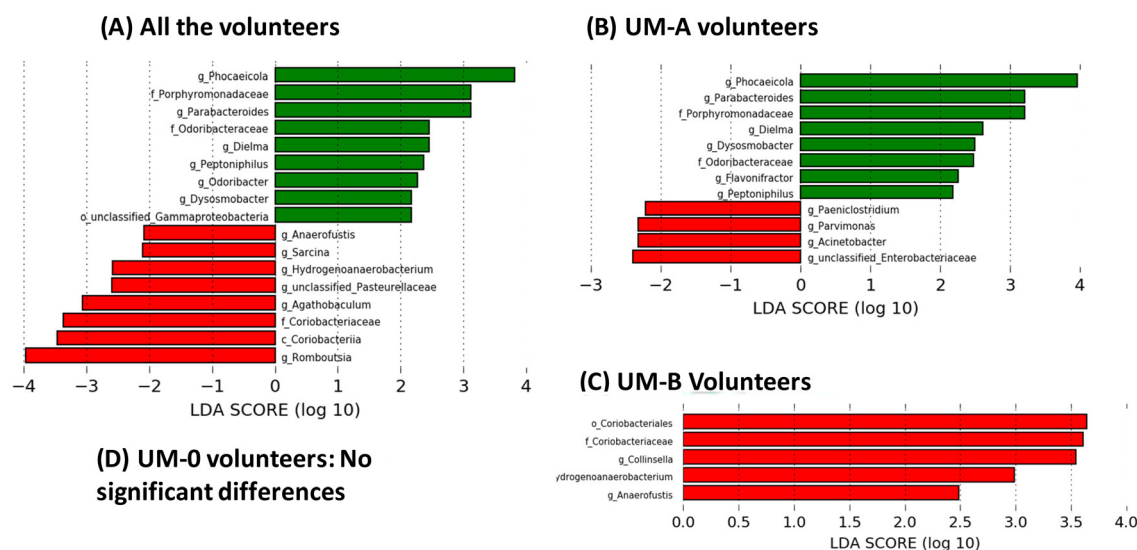 (A) All the volunteers
g_Phocaeicola
f_Porphyromonadaceae
g_Parabacteroides
f_Odoribacteraceae
g_Dielma
g_Peptoniphilus
g_Odoribacter
g_Dysosmobacter
o_unclassified_Gammaproteobacteria
g_Anaerofustis
g_Sarcina
g_Hydrogenoanaerobacterium
g_unclassified_Pasteurellaceae
g_Agathobaculum
f_Coriobacteriaceae
c_Coriobacteriia
g_Romboutsia
−4 −3 −2 −1 0 1 2 3 4
LDA SCORE (log 10)
(B) UM-A volunteers
g_Phocaeicola
g_Parabacteroides
f_Porphyromonadaceae
g_Dielma
g_Dysosmobacter
f_Odoribacteraceae
g_Flavonifractor
g_Peptoniphilus
g_Paeniclostridium
g_Parvimonas
g_Acinetobacter
g_unclassified_Enterobacteriaceae
−3 −2 −1 0 1 2 3 4
LDA SCORE (log 10)
(C) UM-B Volunteers
o_Coriobacteriales
f_Coriobacteriaceae
g_Collinsella
ydrogenoanaerobacterium
g_Anaerofustis
0.0 0.5 1.0 1.5 2.0 2.5 3.0 3.5 4.0
LDA SCORE (log 10)
(D) UM-0 volunteers: No
significant differences